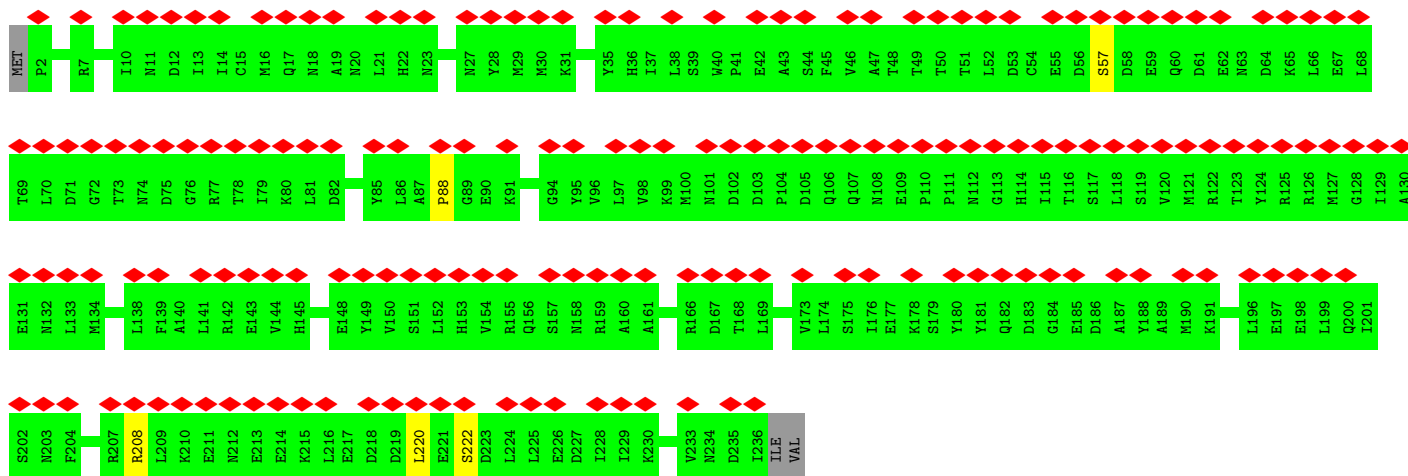 MET P2 R7 I10 N11 D12 I13 I14 C15 M16 Q17 N18 A19 N20 L21 H22 N23 N27 Y28 M29 M30 K31 Y35 H36 I37 L38 S39 W40 P41 E42 A43 S44 F45 V46 A47 T48 T49 T50 T51 L52 D53 C54 E55 D56 S57 D58 E59 Q60 D61 E62 N63 D64 K65 L66 E67 L68
T69 L70 D71 G72 T73 N74 D75 G76 R77 T78 I79 K80 L81 D82 Y85 L86 A87 P88 G89 E90 K91 G94 Y95 V96 L97 V98 K99 M100 N101 D102 D103 P104 D105 Q106 Q107 N108 E109 P110 P111 N112 G113 H114 I115 T116 S117 L118 S119 V120 M121 R122 T123 Y124 R125 R126 M127 G128 I129 A130
E131 N132 L133 M134 L138 F139 A140 L141 R142 E143 V144 H145 E148 Y149 V150 S151 L152 H153 V154 R155 Q156 S157 N158 R159 A160 A161 R166 D167 T168 L169 V173 L174 S175 I176 E177 K178 S179 Y180 Y181 Q182 D183 G184 E185 D186 A187 Y188 A189 M190 K191 L196 E197 E198 L199 Q200 I201
S202 N203 F204 R207 R208 L209 K210 E211 N212 E213 E214 K215 L216 E217 D218 D219 L220 E221 S222 D223 L224 L225 E226 D227 I228 I229 K230 V233 N234 D235 I236 ILE VAL